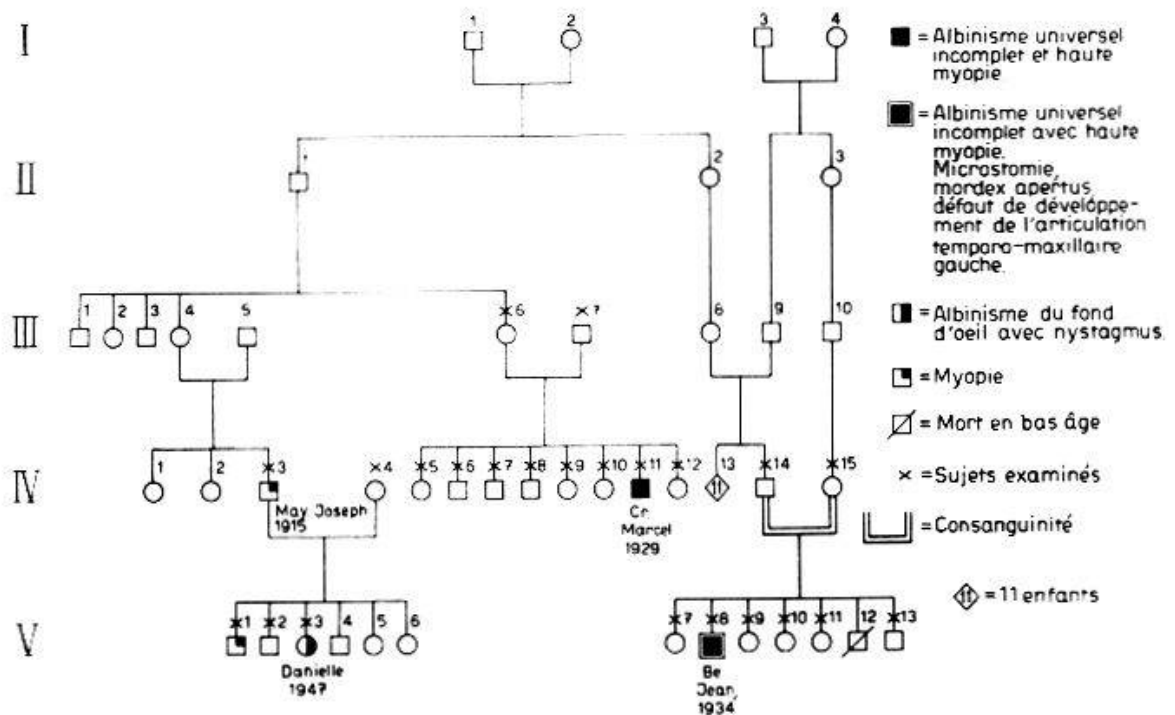 I
1
2
3
4
II
1
2
3
III
1
2
3
4
5
×6
×7
8
9
10
IV
1
2
×3
×4
×5
×6
×7
×8
×9
×10
×11
×12
13
×14
×15
11
May Joseph
1915
Cr.
Marcel
1929
V
×1
×2
×3
4
5
6
×7
×8
×9
×10
×11
12
×13
Danielle
1947
Be
Jean,
1934
= Albinisme universel
incomplet et haute
myopie
= Albinisme universel
incomplet avec haute
myopie.
Microstomie,
mordex apertus,
défaut de développe-
ment de l'articulation
temporo-maxillaire
gauche.
= Albinisme du fond
d'oeil avec nystagmus.
= Myopie
= Mort en bas âge
× = Sujets examinés
= Consanguinité
11 = 11 enfants